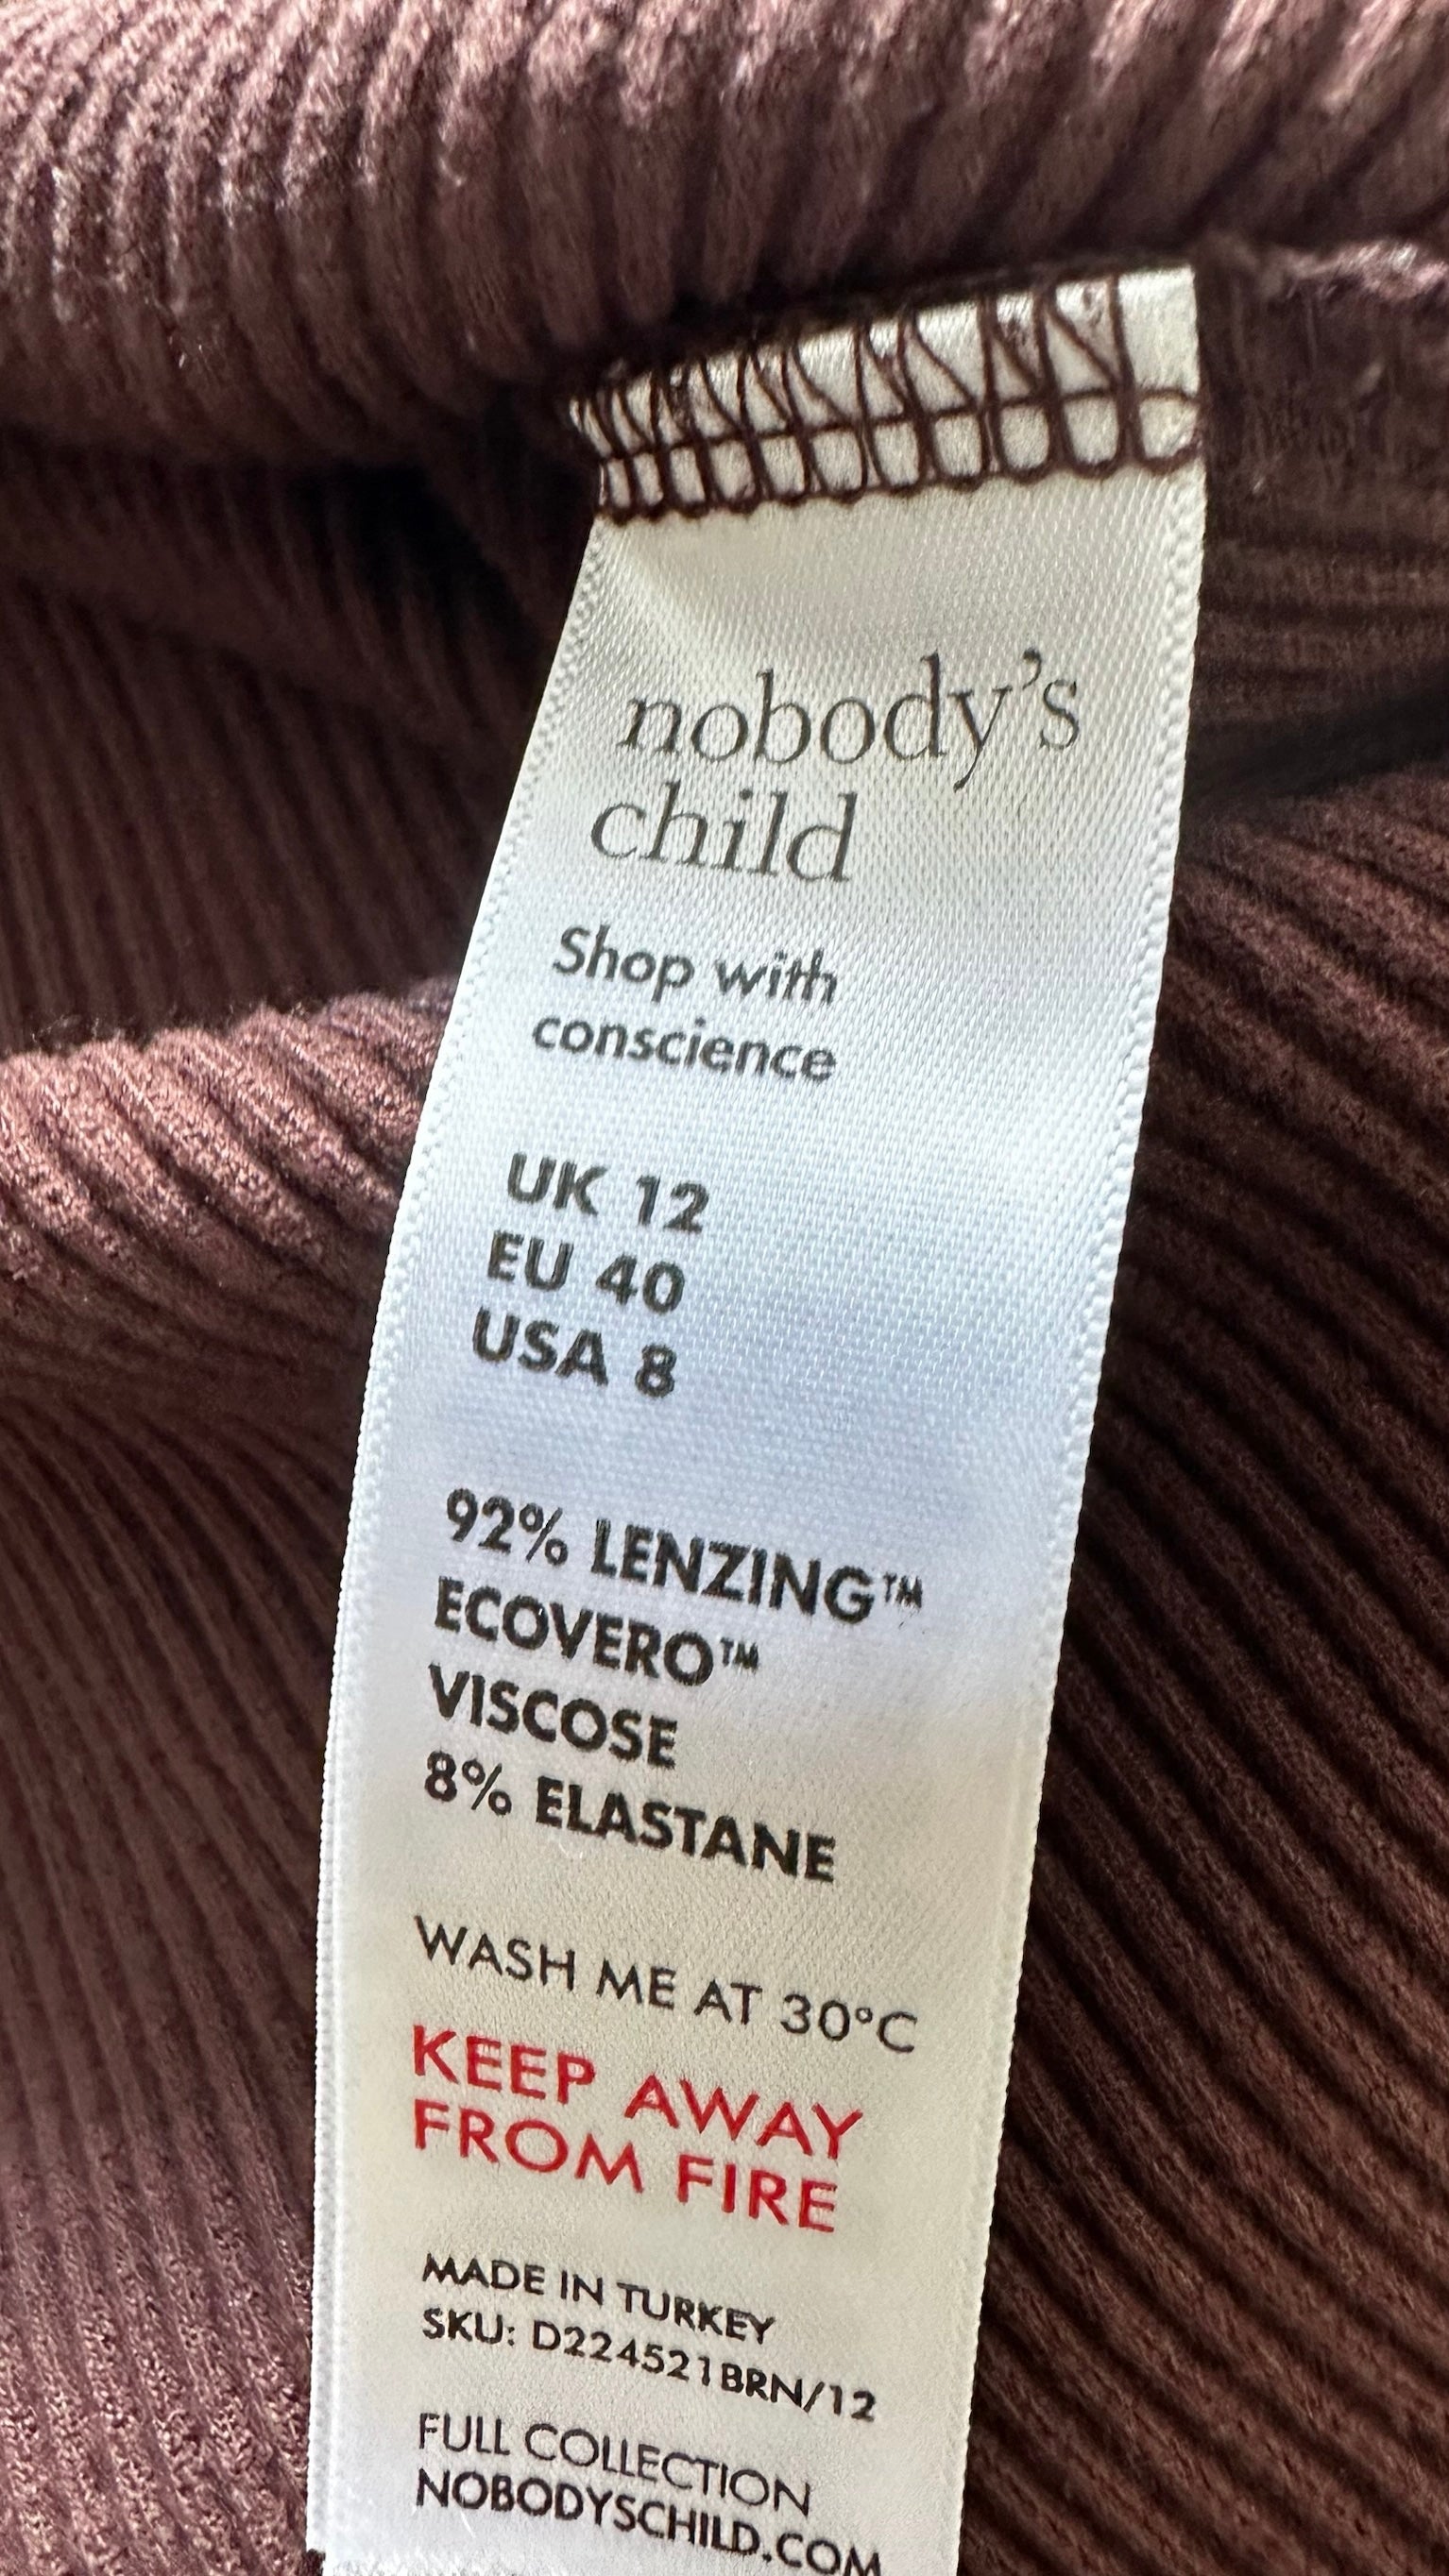 nobody's
child
Shop with
conscience
UK 12
EU 40
USA 8
92% LENZING™
ECOVERO™
VISCOSE
8% ELASTANE
WASH ME AT 30°C
KEEP AWAY
FROM FIRE
MADE IN TURKEY
SKU: D224521BRN/12
FULL COLLECTION
NOBODYSCHILD.COM